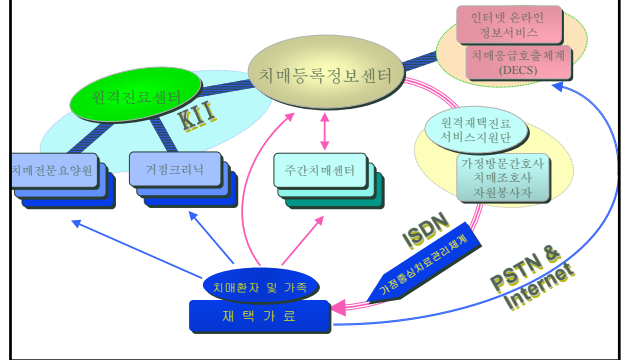 인터넷 온라인
정보서비스
치매응급호출체계
(DECS)
치매등록정보센터
원격진료센터
KII
원격재택진료
서비스지원단
가정방문간호사
치매조호사
자원봉사자
치매전문요양원
거점크리닉
주간치매센터
ISDN
가정중심치료관리체계
PSTN &
Internet
치매환자 및 가족
재 택 가 료